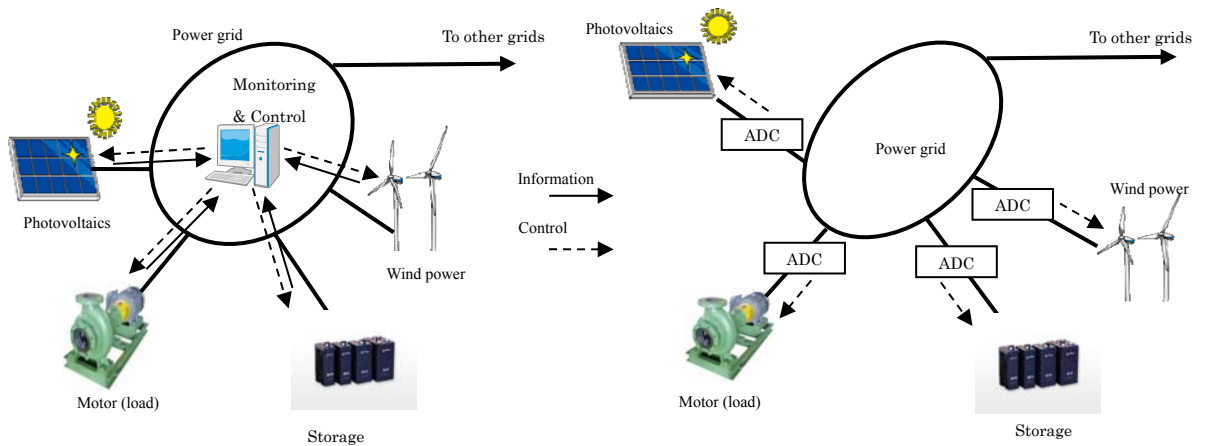 Power grid
To other grids
Monitoring
& Control
Photovoltaics
Wind power
Motor (load)
Storage
Information
Control
Photovoltaics
To other grids
ADC
Power grid
Wind power
ADC
ADC
ADC
Motor (load)
Storage